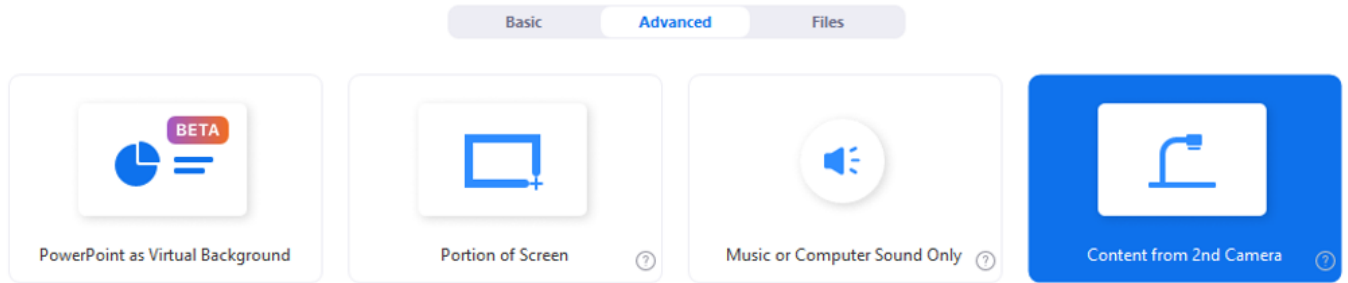 Basic Advanced Files
BETA
PowerPoint as Virtual Background
Portion of Screen ?
Music or Computer Sound Only ?
Content from 2nd Camera ?